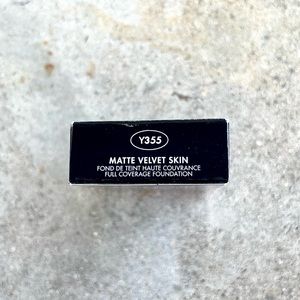 Y355
MATTE VELVET SKIN
FOND DE TEINT HAUTE COUVRANCE
FULL COVERAGE FOUNDATION